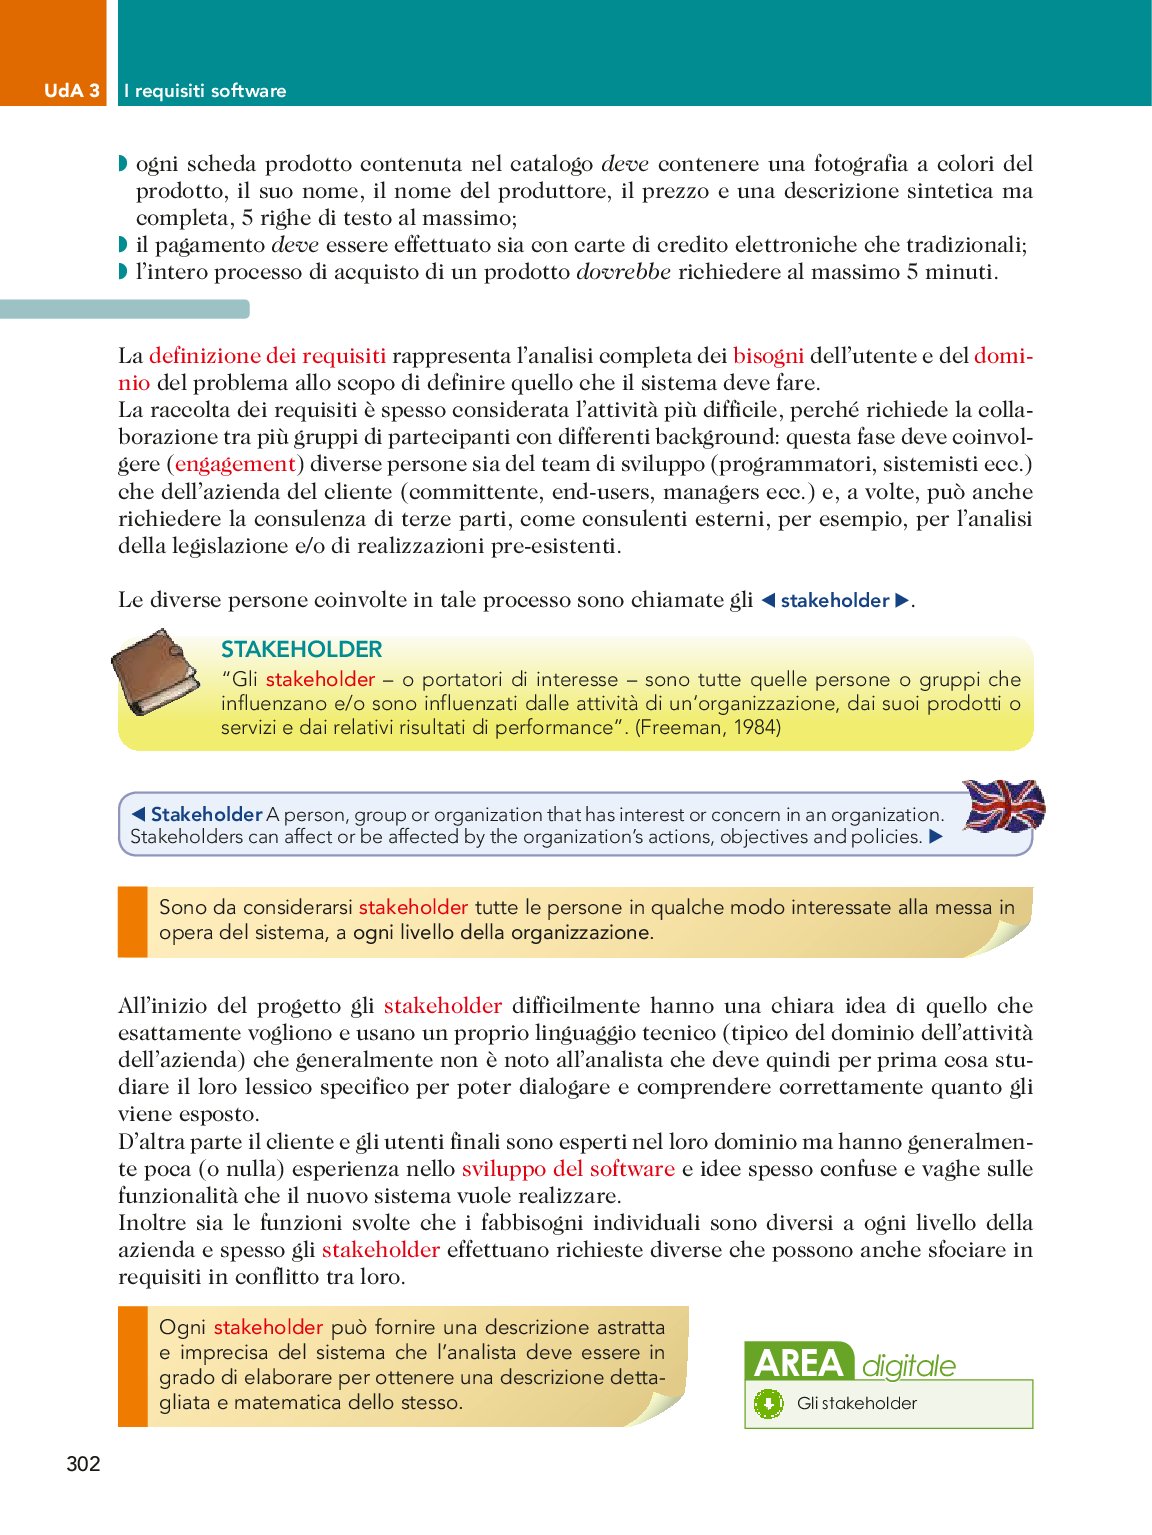 UdA 3 I requisiti software
ogni scheda prodotto contenuta nel catalogo deve contenere una fotografia a colori del
prodotto, il suo nome, il nome del produttore, il prezzo e una descrizione sintetica ma
completa, 5 righe di testo al massimo;
il pagamento deve essere effettuato sia con carte di credito elettroniche che tradizionali;
l’intero processo di acquisto di un prodotto dovrebbe richiedere al massimo 5 minuti.
La definizione dei requisiti rappresenta l’analisi completa dei bisogni dell’utente e del domi-
nio del problema allo scopo di definire quello che il sistema deve fare.
La raccolta dei requisiti è spesso considerata l’attività più difficile, perché richiede la colla-
borazione tra più gruppi di partecipanti con differenti background: questa fase deve coinvol-
gere (engagement) diverse persone sia del team di sviluppo (programmatori, sistemisti ecc.)
che dell’azienda del cliente (committente, end-users, managers ecc.) e, a volte, può anche
richiedere la consulenza di terze parti, come consulenti esterni, per esempio, per l’analisi
della legislazione e/o di realizzazioni pre-esistenti.
Le diverse persone coinvolte in tale processo sono chiamate gli ◀ stakeholder ▶.
STAKEHOLDER
“Gli stakeholder – o portatori di interesse – sono tutte quelle persone o gruppi che
influenzano e/o sono influenzati dalle attività di un’organizzazione, dai suoi prodotti o
servizi e dai relativi risultati di performance”. (Freeman, 1984)
◀ Stakeholder A person, group or organization that has interest or concern in an organization.
Stakeholders can affect or be affected by the organization’s actions, objectives and policies. ▶
Sono da considerarsi stakeholder tutte le persone in qualche modo interessate alla messa in
opera del sistema, a ogni livello della organizzazione.
All’inizio del progetto gli stakeholder difficilmente hanno una chiara idea di quello che
esattamente vogliono e usano un proprio linguaggio tecnico (tipico del dominio dell’attività
dell’azienda) che generalmente non è noto all’analista che deve quindi per prima cosa stu-
diare il loro lessico specifico per poter dialogare e comprendere correttamente quanto gli
viene esposto.
D’altra parte il cliente e gli utenti finali sono esperti nel loro dominio ma hanno generalmen-
te poca (o nulla) esperienza nello sviluppo del software e idee spesso confuse e vaghe sulle
funzionalità che il nuovo sistema vuole realizzare.
Inoltre sia le funzioni svolte che i fabbisogni individuali sono diversi a ogni livello della
azienda e spesso gli stakeholder effettuano richieste diverse che possono anche sfociare in
requisiti in conflitto tra loro.
Ogni stakeholder può fornire una descrizione astratta
e imprecisa del sistema che l’analista deve essere in
grado di elaborare per ottenere una descrizione detta-
gliata e matematica dello stesso.
AREA digitale
Gli stakeholder
302